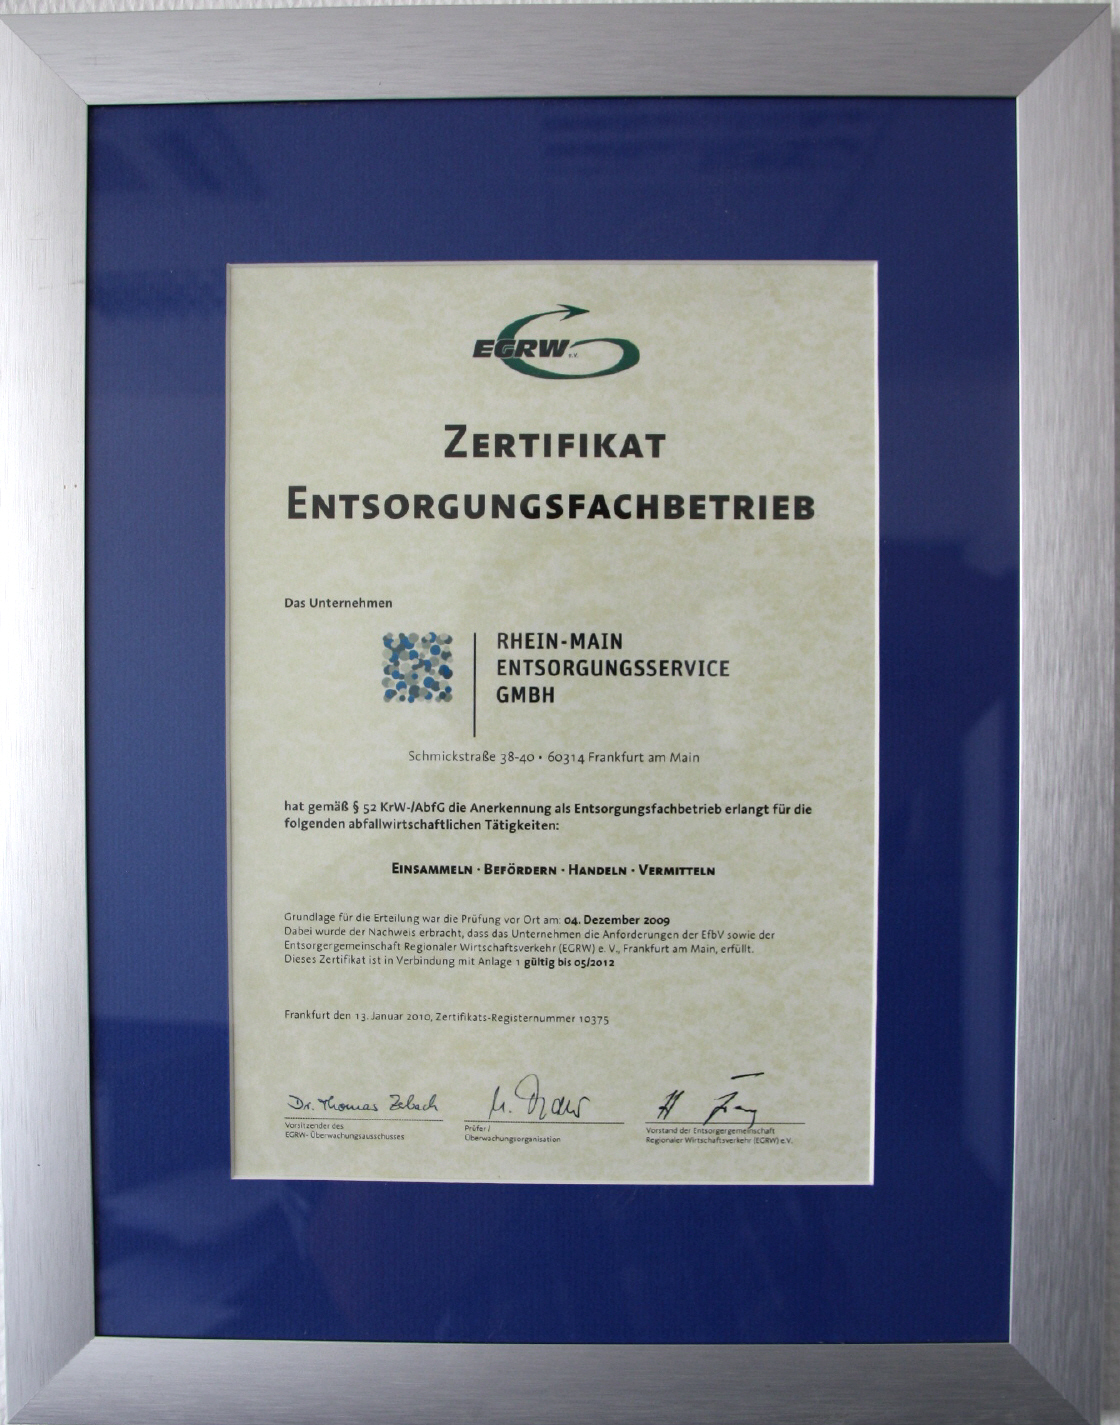 EGRW e.V.
ZERTIFIKAT
ENTSORGUNGSFACHBETRIEB
Das Unternehmen
RHEIN-MAIN
ENTSORGUNGSSERVICE
GMBH
Schmickstraße 38-40 • 60314 Frankfurt am Main
hat gemäß § 52 KrW-/AbfG die Anerkennung als Entsorgungsfachbetrieb erlangt für die
folgenden abfallwirtschaftlichen Tätigkeiten:
EINSAMMELN · BEFÖRDERN · HANDELN · VERMITTELN
Grundlage für die Erteilung war die Prüfung vor Ort am: 04. Dezember 2009
Dabei wurde der Nachweis erbracht, dass das Unternehmen die Anforderungen der EfbV sowie der
Entsorgergemeinschaft Regionaler Wirtschaftsverkehr (EGRW) e. V., Frankfurt am Main, erfüllt.
Dieses Zertifikat ist in Verbindung mit Anlage 1 gültig bis 05/2012
Frankfurt den 13. Januar 2010, Zertifikats-Registernummer 10375
Dr. Thomas
Vorsitzender des
EGRW- Überwachungsausschusses
Prüfer /
Überwachungsorganisation
Vorstand der Entsorgergemeinschaft
Regionaler Wirtschaftsverkehr (EGRW) e.V.